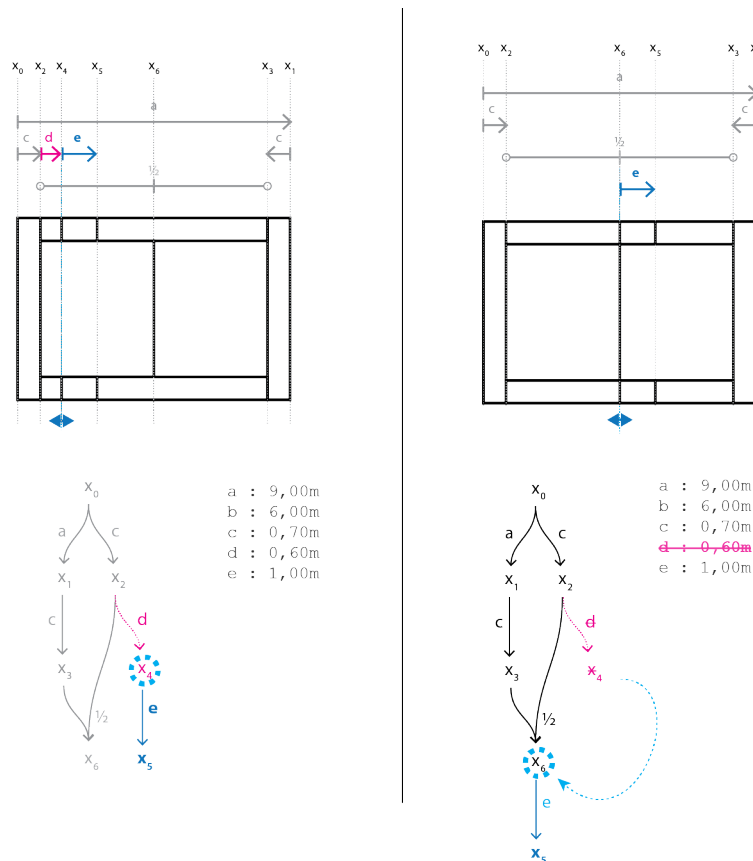 x₀ x₂ x₄ x₅ x₆ x₃ x₁
a
c d e c
½
x₀
a c
x₁ x₂
c d
x₃ x₄
½ e
x₆ x₅
a : 9,00m
b : 6,00m
c : 0,70m
d : 0,60m
e : 1,00m
x₀ x₂ x₆ x₅ x₃
a
c c
½
e
x₀
a c
x₁ x₂
c d
x₃ x₄
½
x₆
e
x₅
a : 9,00m
b : 6,00m
c : 0,70m
d : 0,60m
e : 1,00m